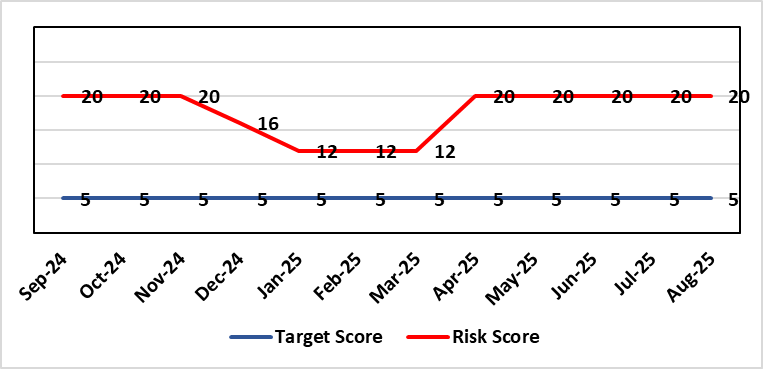 20 20 20 16 12 12 12 20 20 20 20 20
5 5 5 5 5 5 5 5 5 5 5 5
Sep-24 Oct-24 Nov-24 Dec-24 Jan-25 Feb-25 Mar-25 Apr-25 May-25 Jun-25 Jul-25 Aug-25
Target Score Risk Score